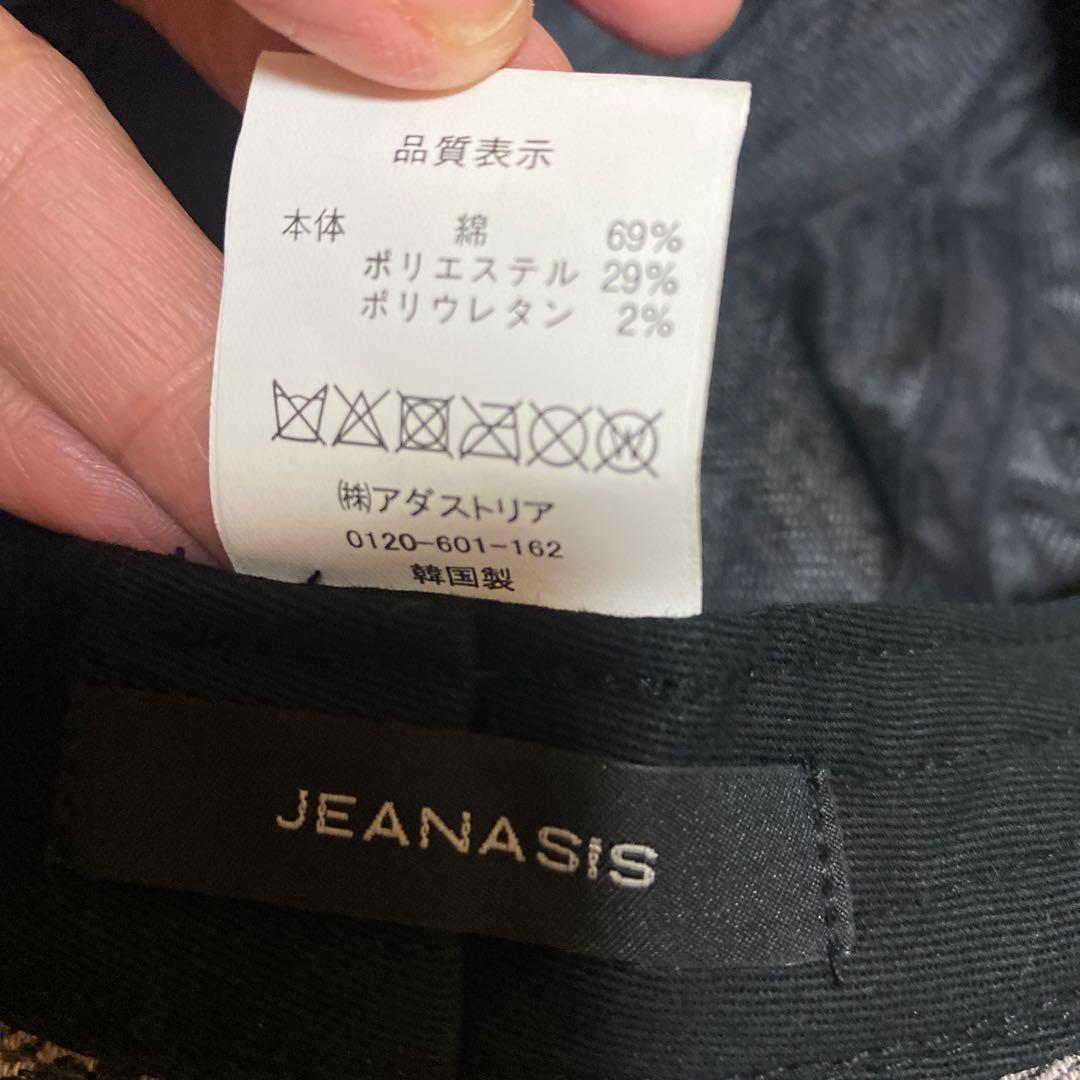 品質表示
本体 綿 69%
ポリエステル 29%
ポリウレタン 2%
W
㈱アダストリア
0120-601-162
韓国製
JEANASiS